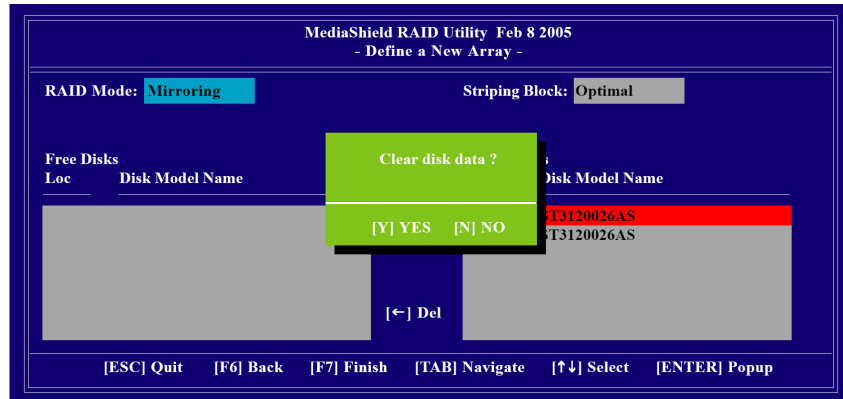 MediaShield RAID Utility Feb 8 2005
- Define a New Array -
RAID Mode: Mirroring Striping Block: Optimal
Free Disks
Loc Disk Model Name
Disk Model Name
Clear disk data ?
[Y] YES [N] NO
ST3120026AS
ST3120026AS
[←] Del
[ESC] Quit [F6] Back [F7] Finish [TAB] Navigate [↑↓] Select [ENTER] Popup